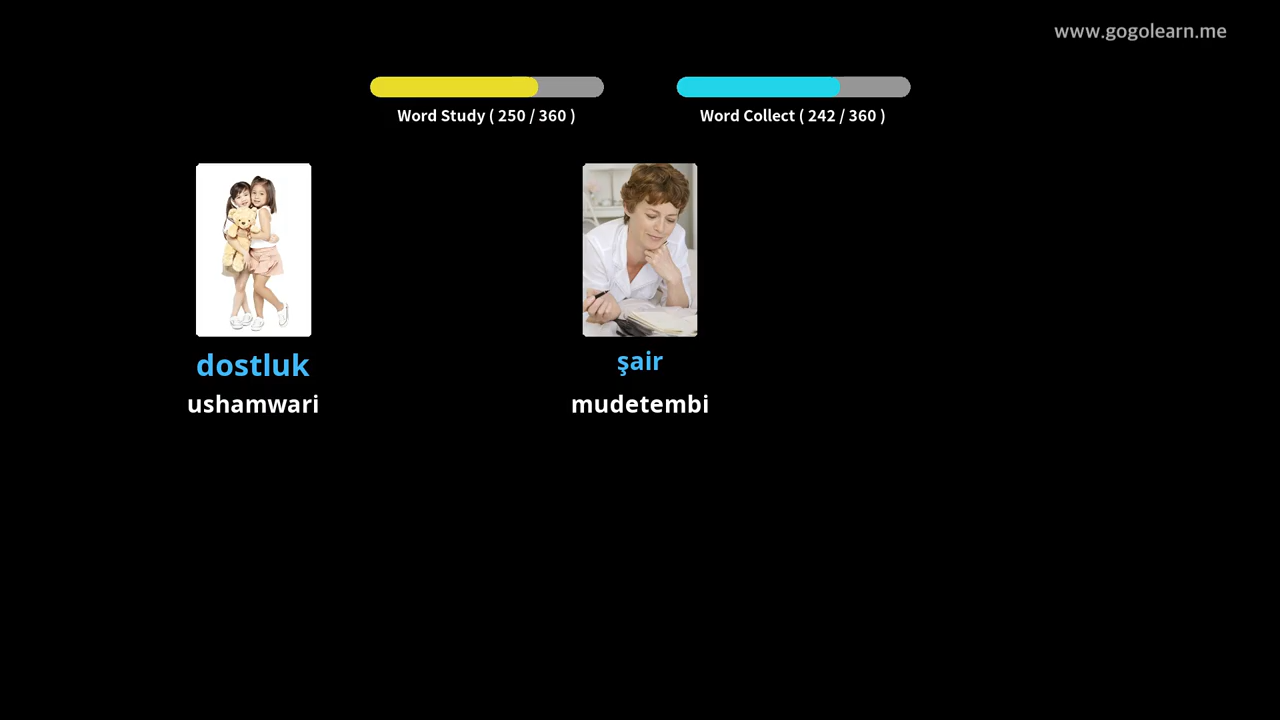 www.gogolearn.me
Word Study ( 250 / 360 )
Word Collect ( 242 / 360 )
dostluk
ushamwari
şair
mudetembi